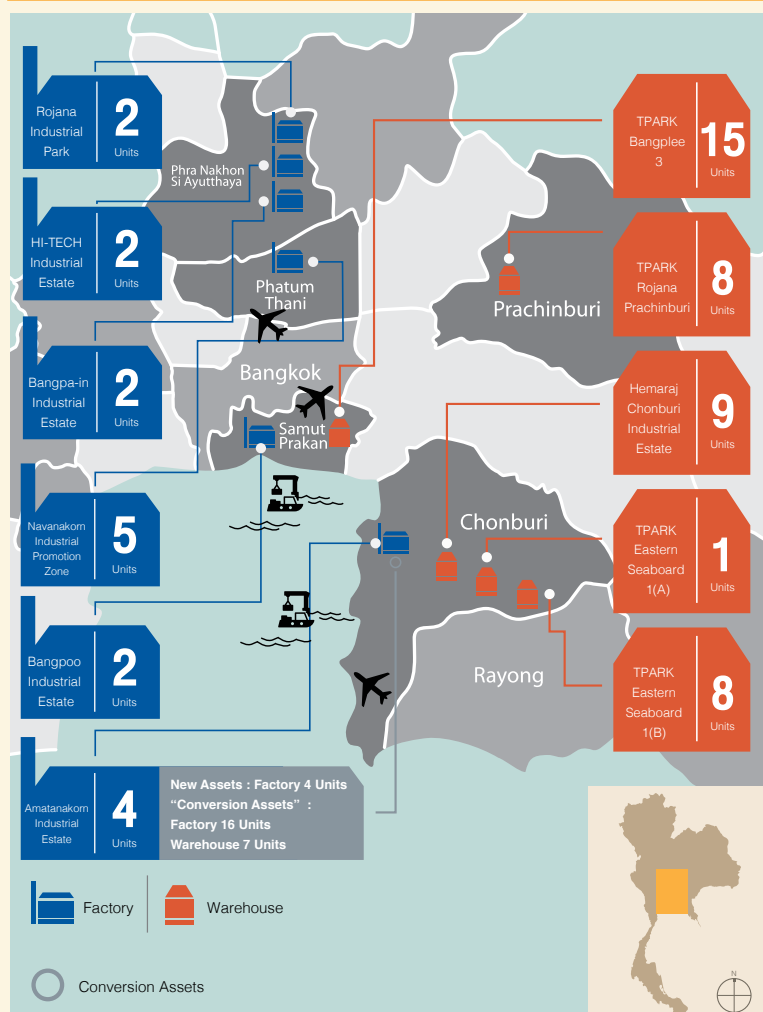 Rojana
Industrial
Park
2
Units
HI-TECH
Industrial
Estate
2
Units
Bangpa-in
Industrial
Estate
2
Units
Navanakorn
Industrial
Promotion
Zone
5
Units
Bangpoo
Industrial
Estate
2
Units
Amatanakorn
Industrial
Estate
4
Units
New Assets : Factory 4 Units
“Conversion Assets” :
Factory 16 Units
Warehouse 7 Units
Phra Nakhon
Si Ayutthaya
Phatum
Thani
Bangkok
Samut
Prakan
Prachinburi
Chonburi
Rayong
TPARK
Bangplee
3
15
Units
TPARK
Rojana
Prachinburi
8
Units
Hemaraj
Chonburi
Industrial
Estate
9
Units
TPARK
Eastern
Seaboard
1(A)
1
Units
TPARK
Eastern
Seaboard
1(B)
8
Units
Factory
Warehouse
Conversion Assets
N